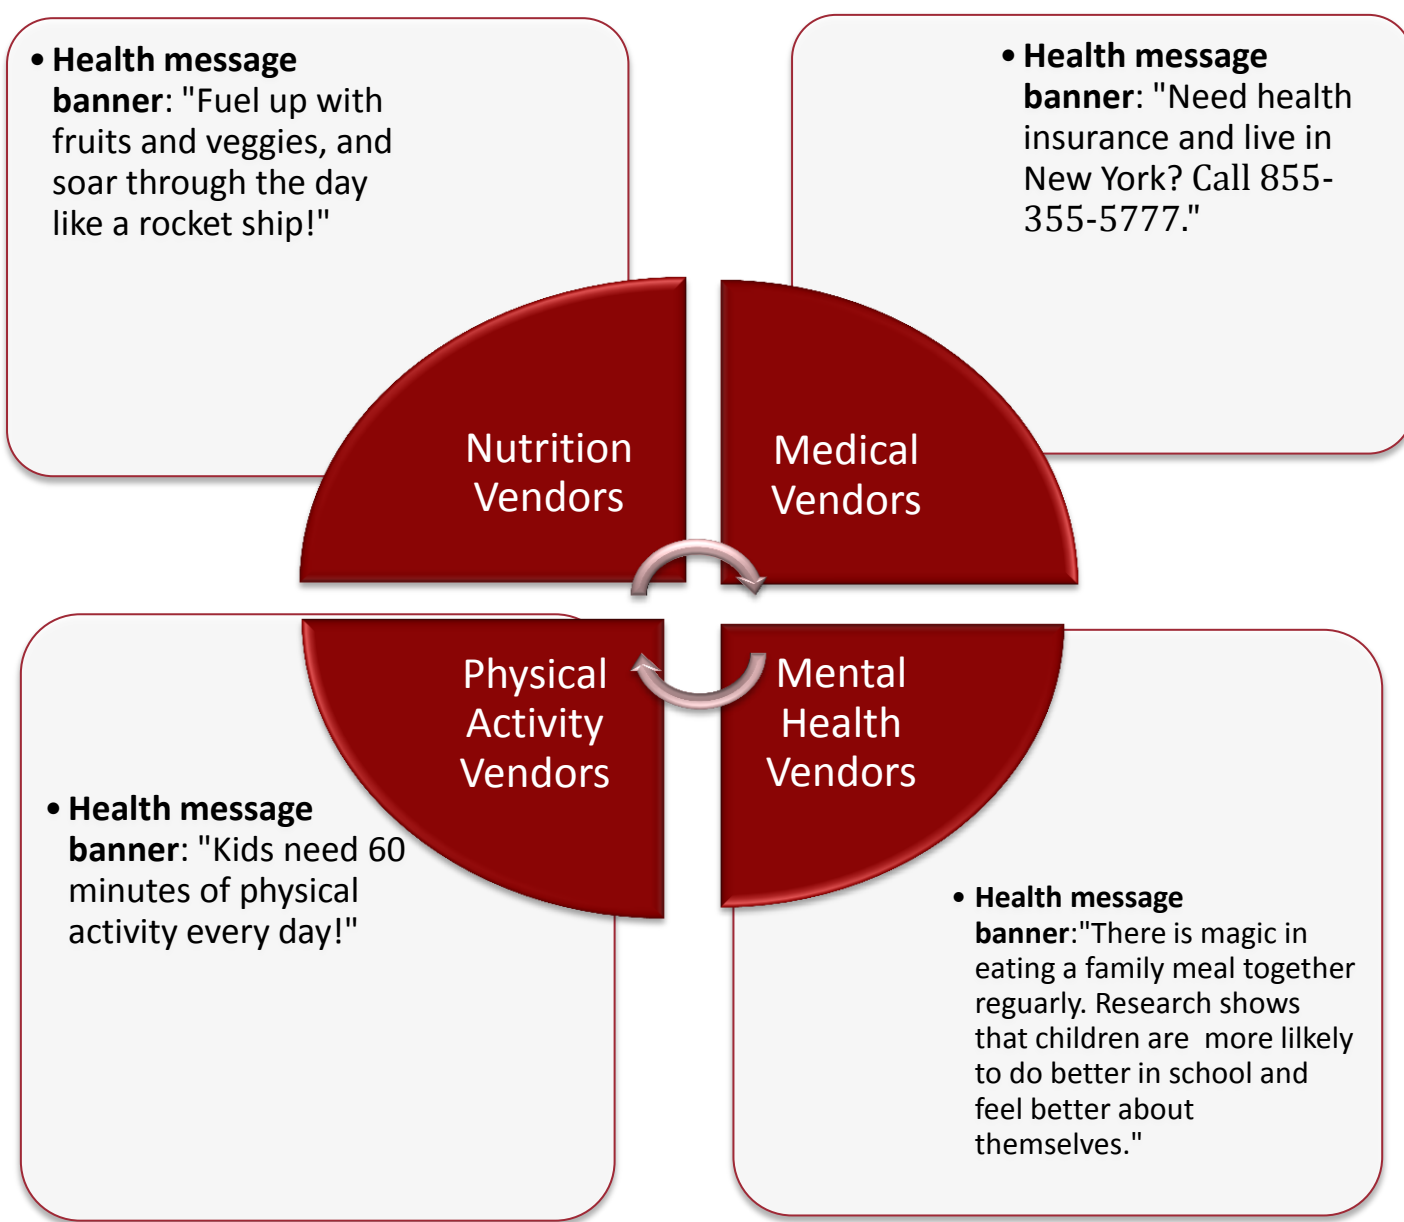 • Health message
banner: "Fuel up with
fruits and veggies, and
soar through the day
like a rocket ship!"
• Health message
banner: "Need health
insurance and live in
New York? Call 855-
355-5777."
Nutrition
Vendors
Medical
Vendors
Physical
Activity
Vendors
Mental
Health
Vendors
• Health message
banner: "Kids need 60
minutes of physical
activity every day!"
• Health message
banner:"There is magic in
eating a family meal together
reguarly. Research shows
that children are  more lilkely
to do better in school and
feel better about
themselves."